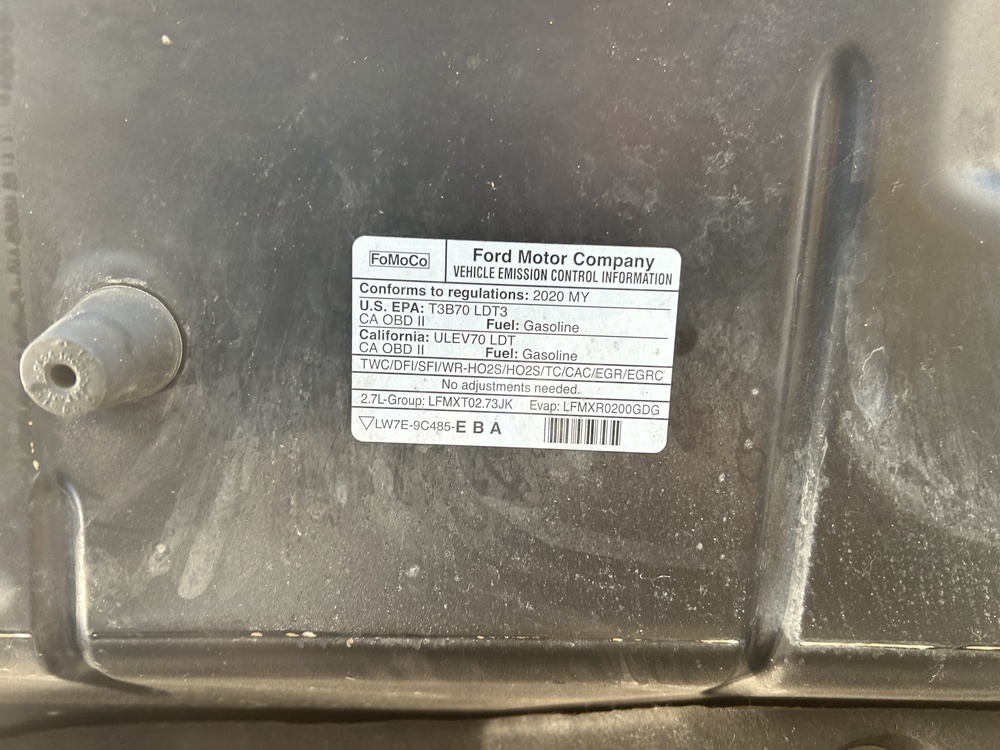 FoMoCo
Ford Motor Company
VEHICLE EMISSION CONTROL INFORMATION
Conforms to regulations: 2020 MY
U.S. EPA: T3B70 LDT3
CA OBD II Fuel: Gasoline
California: ULEV70 LDT
CA OBD II Fuel: Gasoline
TWC/DFI/SFI/WR-HO2S/HO2S/TC/CAC/EGR/EGRC
No adjustments needed.
2.7L-Group: LFMXT02.73JK Evap: LFMXR0200GDG
LW7E-9C485-E B A